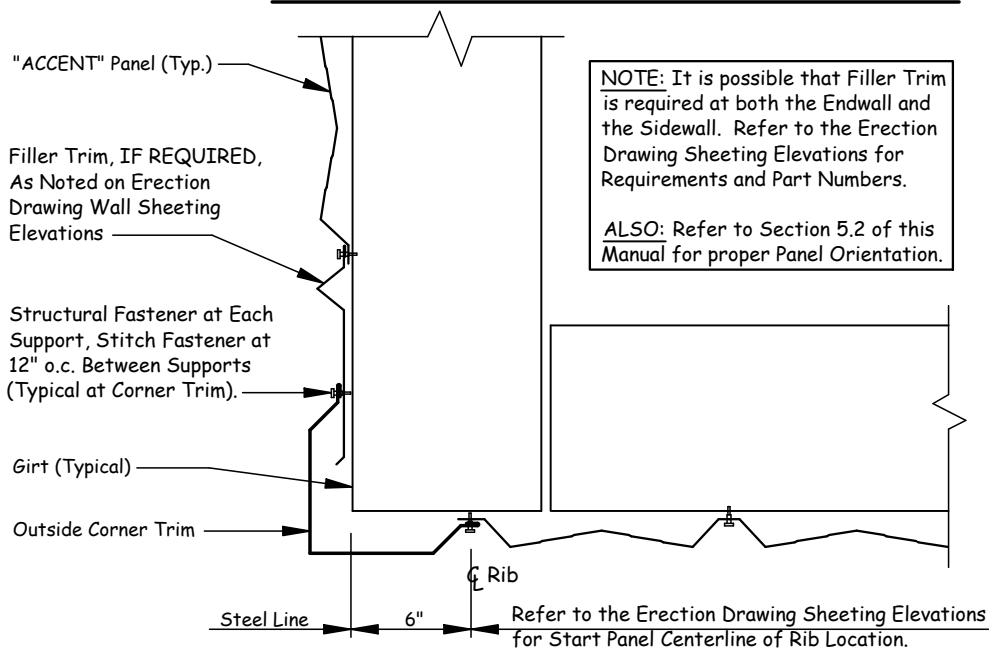 "ACCENT" Panel (Typ.)
Filler Trim, IF REQUIRED,
As Noted on Erection
Drawing Wall Sheeting
Elevations
Structural Fastener at Each
Support, Stitch Fastener at
12" o.c. Between Supports
(Typical at Corner Trim).
Girt (Typical)
Outside Corner Trim
NOTE: It is possible that Filler Trim
is required at both the Endwall and
the Sidewall. Refer to the Erection
Drawing Sheeting Elevations for
Requirements and Part Numbers.
ALSO: Refer to Section 5.2 of this
Manual for proper Panel Orientation.
℄ Rib
Steel Line
6"
Refer to the Erection Drawing Sheeting Elevations
for Start Panel Centerline of Rib Location.